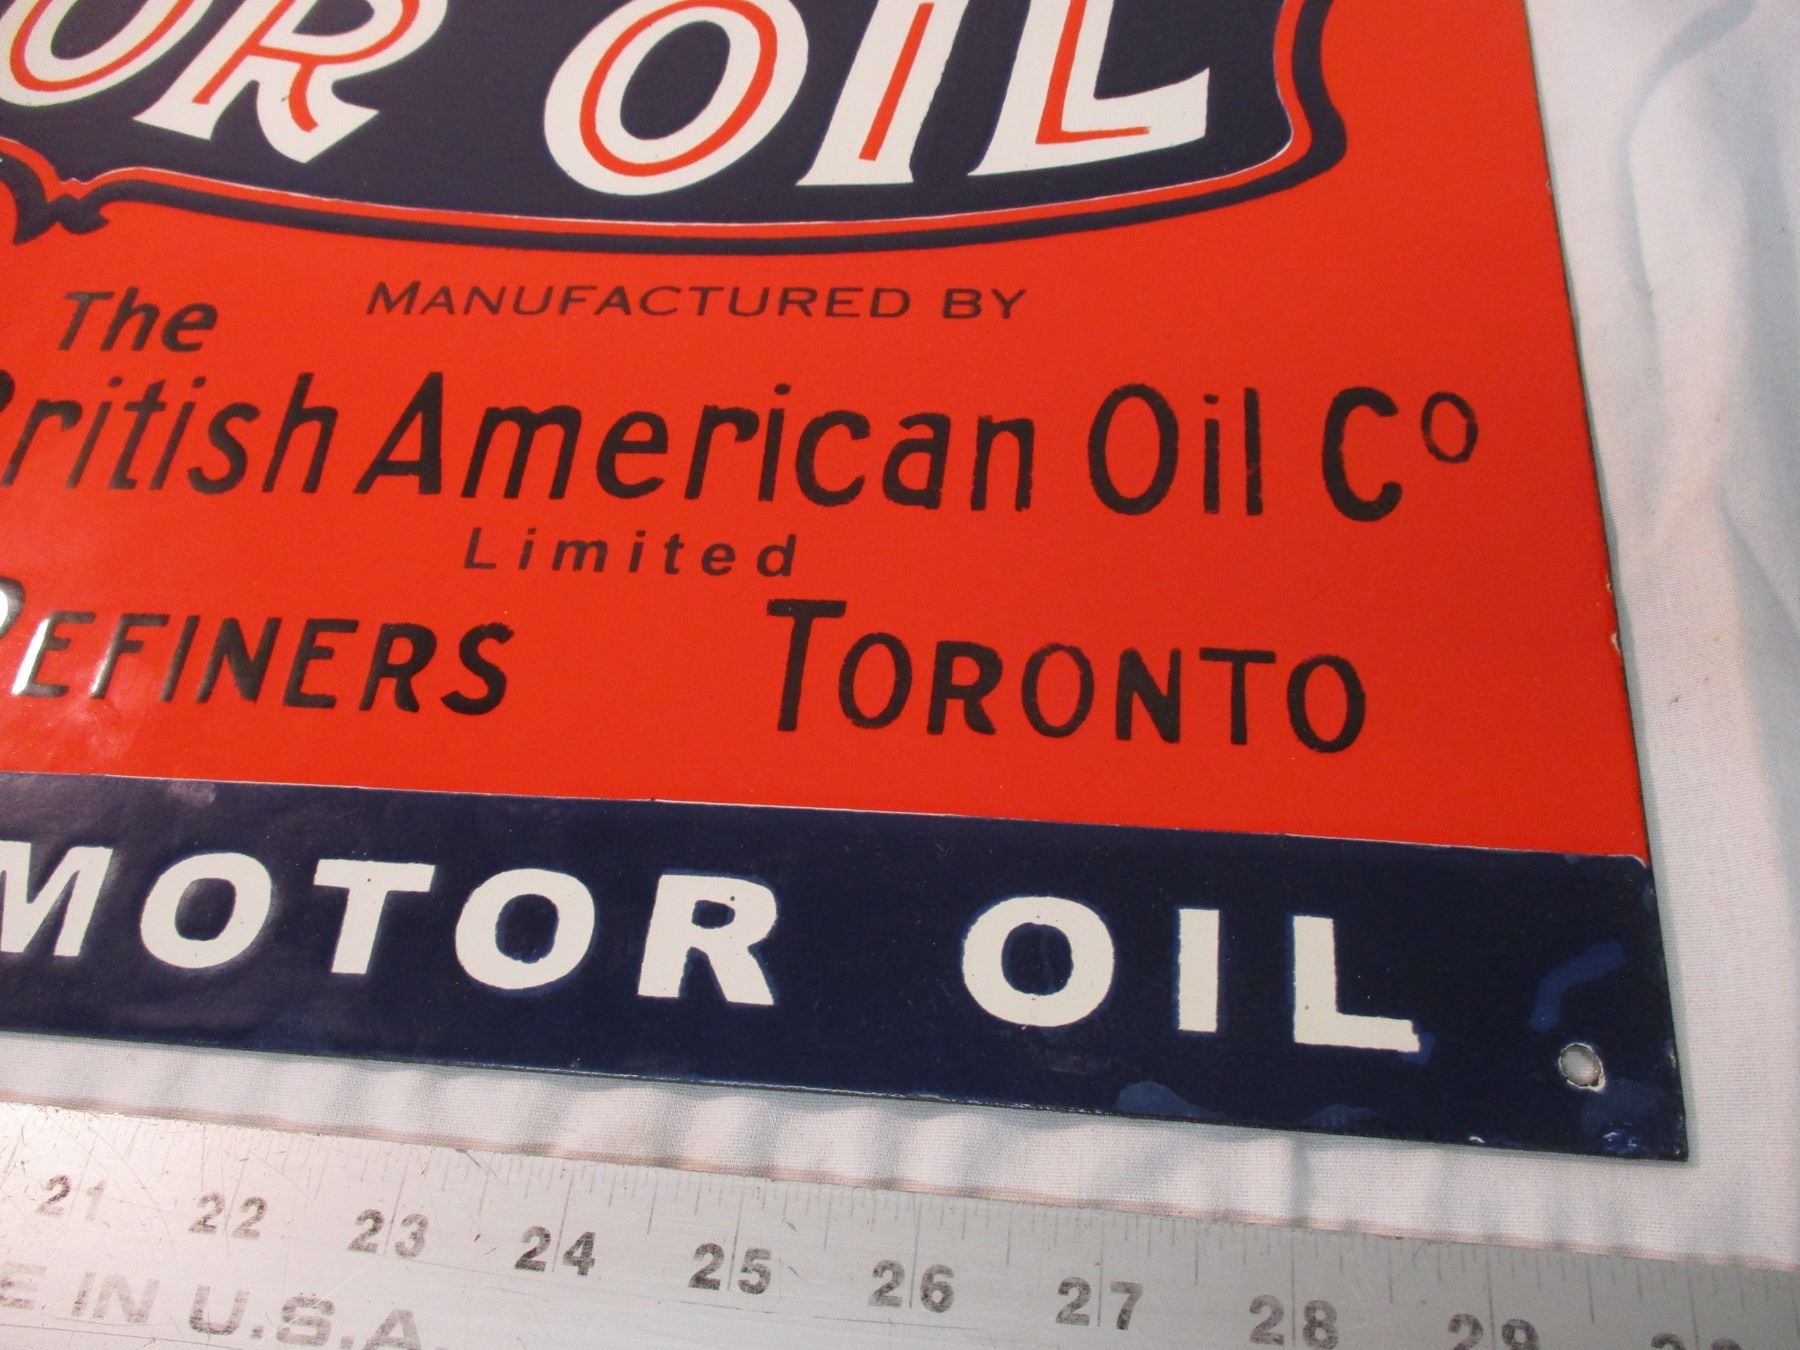 OR OIL
MANUFACTURED BY
The
British American Oil Co
Limited
REFINERS TORONTO
MOTOR OIL
21 22 23 24 25 26 27 28 29
E IN U.S.A.